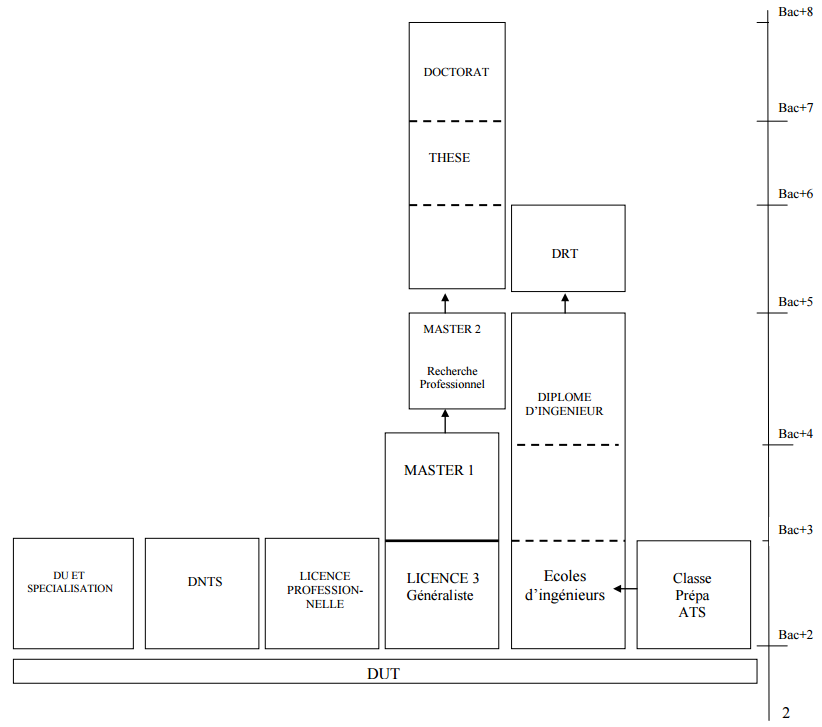 Bac+8
DOCTORAT
Bac+7
THESE
Bac+6
DRT
Bac+5
MASTER 2
Recherche
Professionnel
DIPLOME
D'INGENIEUR
Bac+4
MASTER 1
Bac+3
DU ET
SPECIALISATION
DNTS
LICENCE
PROFESSION-
NELLE
LICENCE 3
Généraliste
Ecoles
d'ingénieurs
Classe
Prépa
ATS
Bac+2
DUT
2